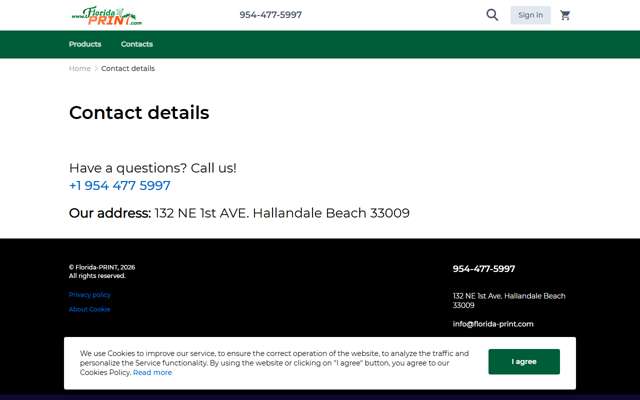 www.Florida
PRINT.com
954-477-5997
Sign in
Products
Contacts
Home > Contact details
Contact details
Have a questions? Call us!
+1 954 477 5997
Our address: 132 NE 1st AVE. Hallandale Beach 33009
© Florida-PRINT, 2026
All rights reserved.
Privacy policy
About Cookie
954-477-5997
132 NE 1st Ave, Hallandale Beach
33009
info@florida-print.com
We use Cookies to improve our service, to ensure the correct operation of the website, to analyze the traffic and
personalize the Service functionality. By using the website or clicking on "I agree" button, you agree to our
Cookies Policy. Read more
I agree